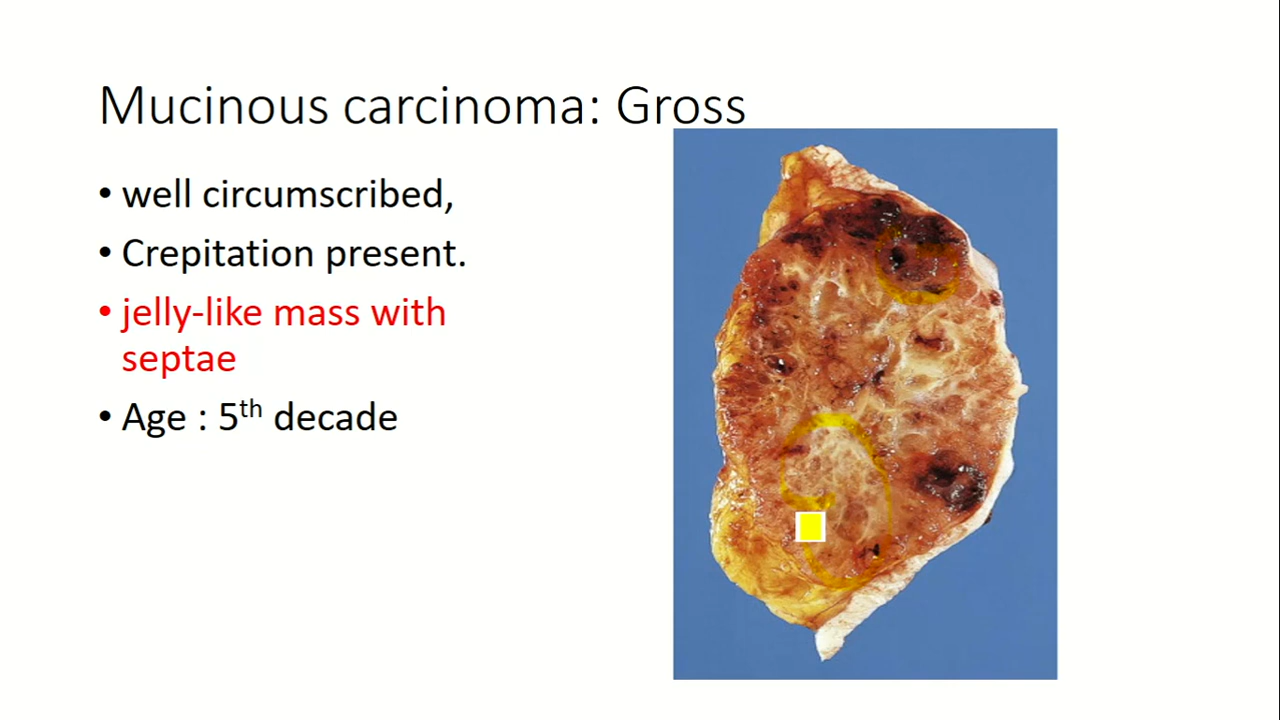 Mucinous carcinoma: Gross
• well circumscribed,
• Crepitation present.
• jelly-like mass with
septae
• Age : 5th decade